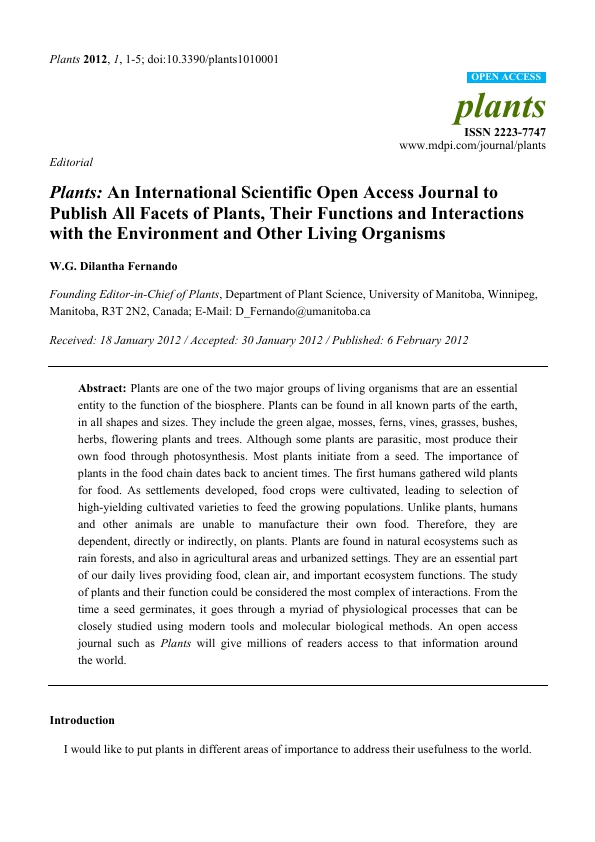 Plants 2012, 1, 1-5; doi:10.3390/plants1010001
OPEN ACCESS
plants
ISSN 2223-7747
www.mdpi.com/journal/plants
Editorial
Plants: An International Scientific Open Access Journal to
Publish All Facets of Plants, Their Functions and Interactions
with the Environment and Other Living Organisms
W.G. Dilantha Fernando
Founding Editor-in-Chief of Plants, Department of Plant Science, University of Manitoba, Winnipeg,
Manitoba, R3T 2N2, Canada; E-Mail: D_Fernando@umanitoba.ca
Received: 18 January 2012 / Accepted: 30 January 2012 / Published: 6 February 2012
Abstract: Plants are one of the two major groups of living organisms that are an essential
entity to the function of the biosphere. Plants can be found in all known parts of the earth,
in all shapes and sizes. They include the green algae, mosses, ferns, vines, grasses, bushes,
herbs, flowering plants and trees. Although some plants are parasitic, most produce their
own food through photosynthesis. Most plants initiate from a seed. The importance of
plants in the food chain dates back to ancient times. The first humans gathered wild plants
for food. As settlements developed, food crops were cultivated, leading to selection of
high-yielding cultivated varieties to feed the growing populations. Unlike plants, humans
and other animals are unable to manufacture their own food. Therefore, they are
dependent, directly or indirectly, on plants. Plants are found in natural ecosystems such as
rain forests, and also in agricultural areas and urbanized settings. They are an essential part
of our daily lives providing food, clean air, and important ecosystem functions. The study
of plants and their function could be considered the most complex of interactions. From the
time a seed germinates, it goes through a myriad of physiological processes that can be
closely studied using modern tools and molecular biological methods. An open access
journal such as Plants will give millions of readers access to that information around
the world.
Introduction
I would like to put plants in different areas of importance to address their usefulness to the world.